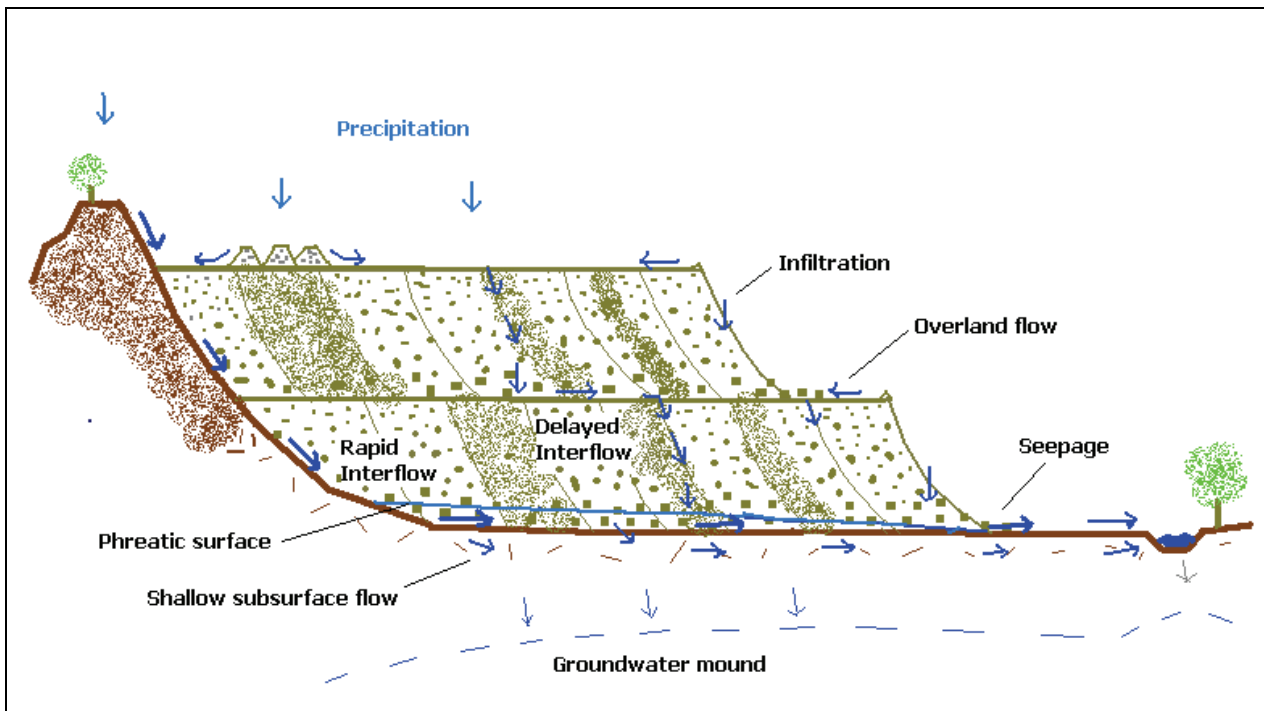 Precipitation
Infiltration
Overland flow
Rapid
Interflow
Delayed
Interflow
Seepage
Phreatic surface
Shallow subsurface flow
Groundwater mound